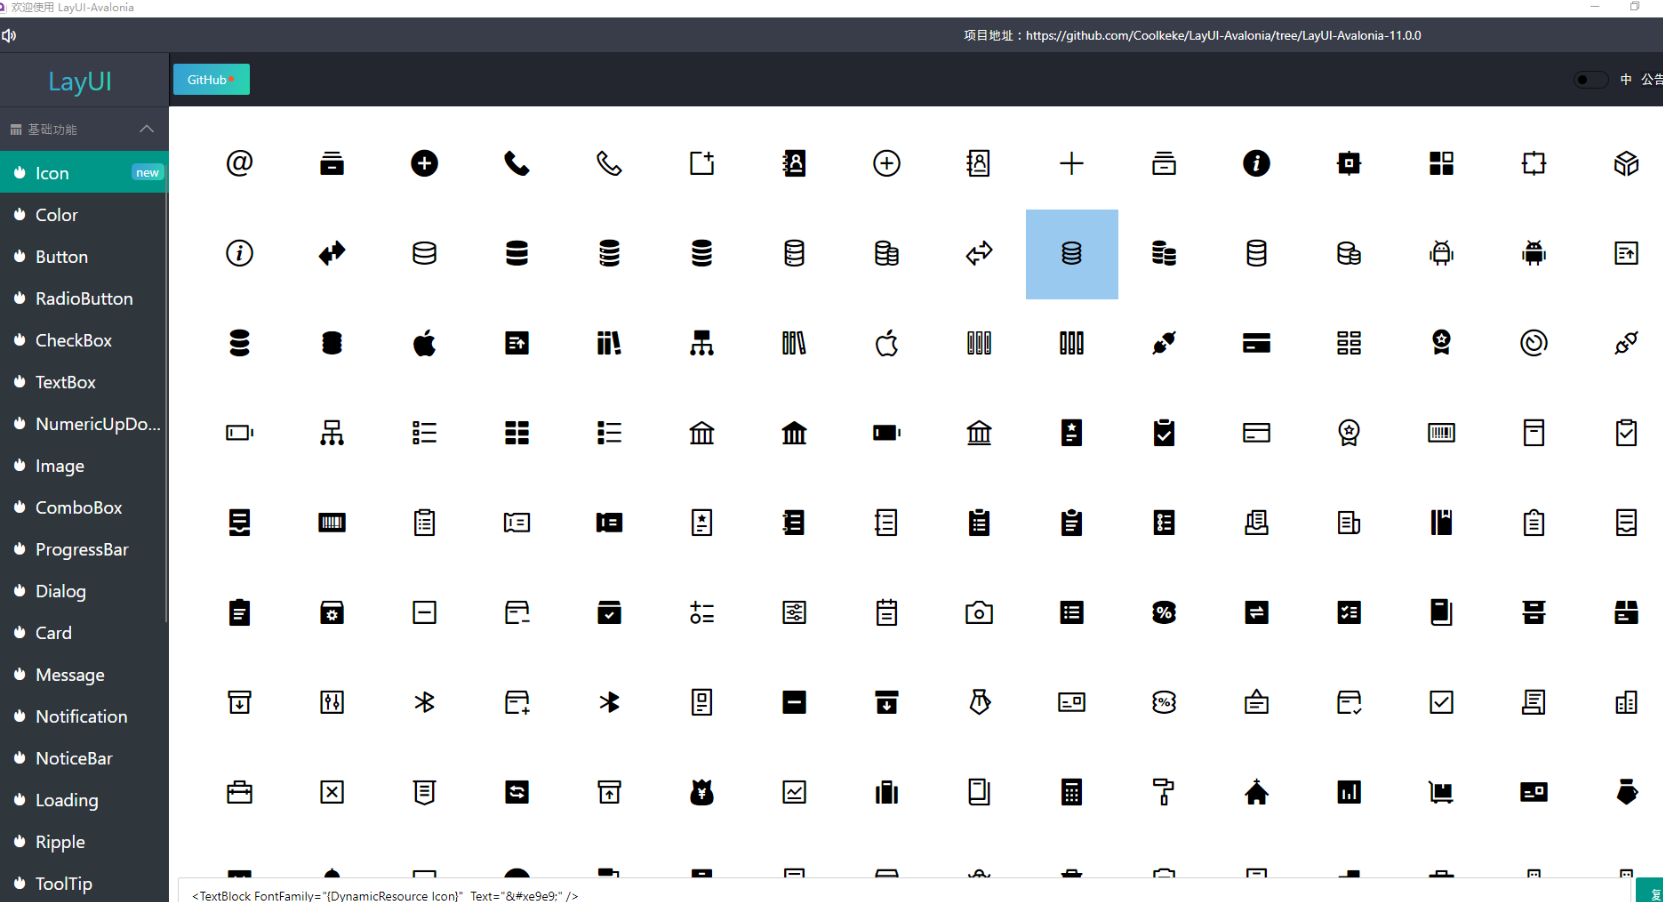 欢迎使用 LayUI-Avalonia
项目地址：https://github.com/Coolkeke/LayUI-Avalonia/tree/LayUI-Avalonia-11.0.0
LayUI
GitHub
中
公告
基础功能
Icon
new
Color
Button
RadioButton
CheckBox
TextBox
NumericUpDo...
Image
ComboBox
ProgressBar
Dialog
Card
Message
Notification
NoticeBar
Loading
Ripple
ToolTip
<TextBlock FontFamily="{DynamicResource Icon}"  Text="&#xe9e9;" />
复